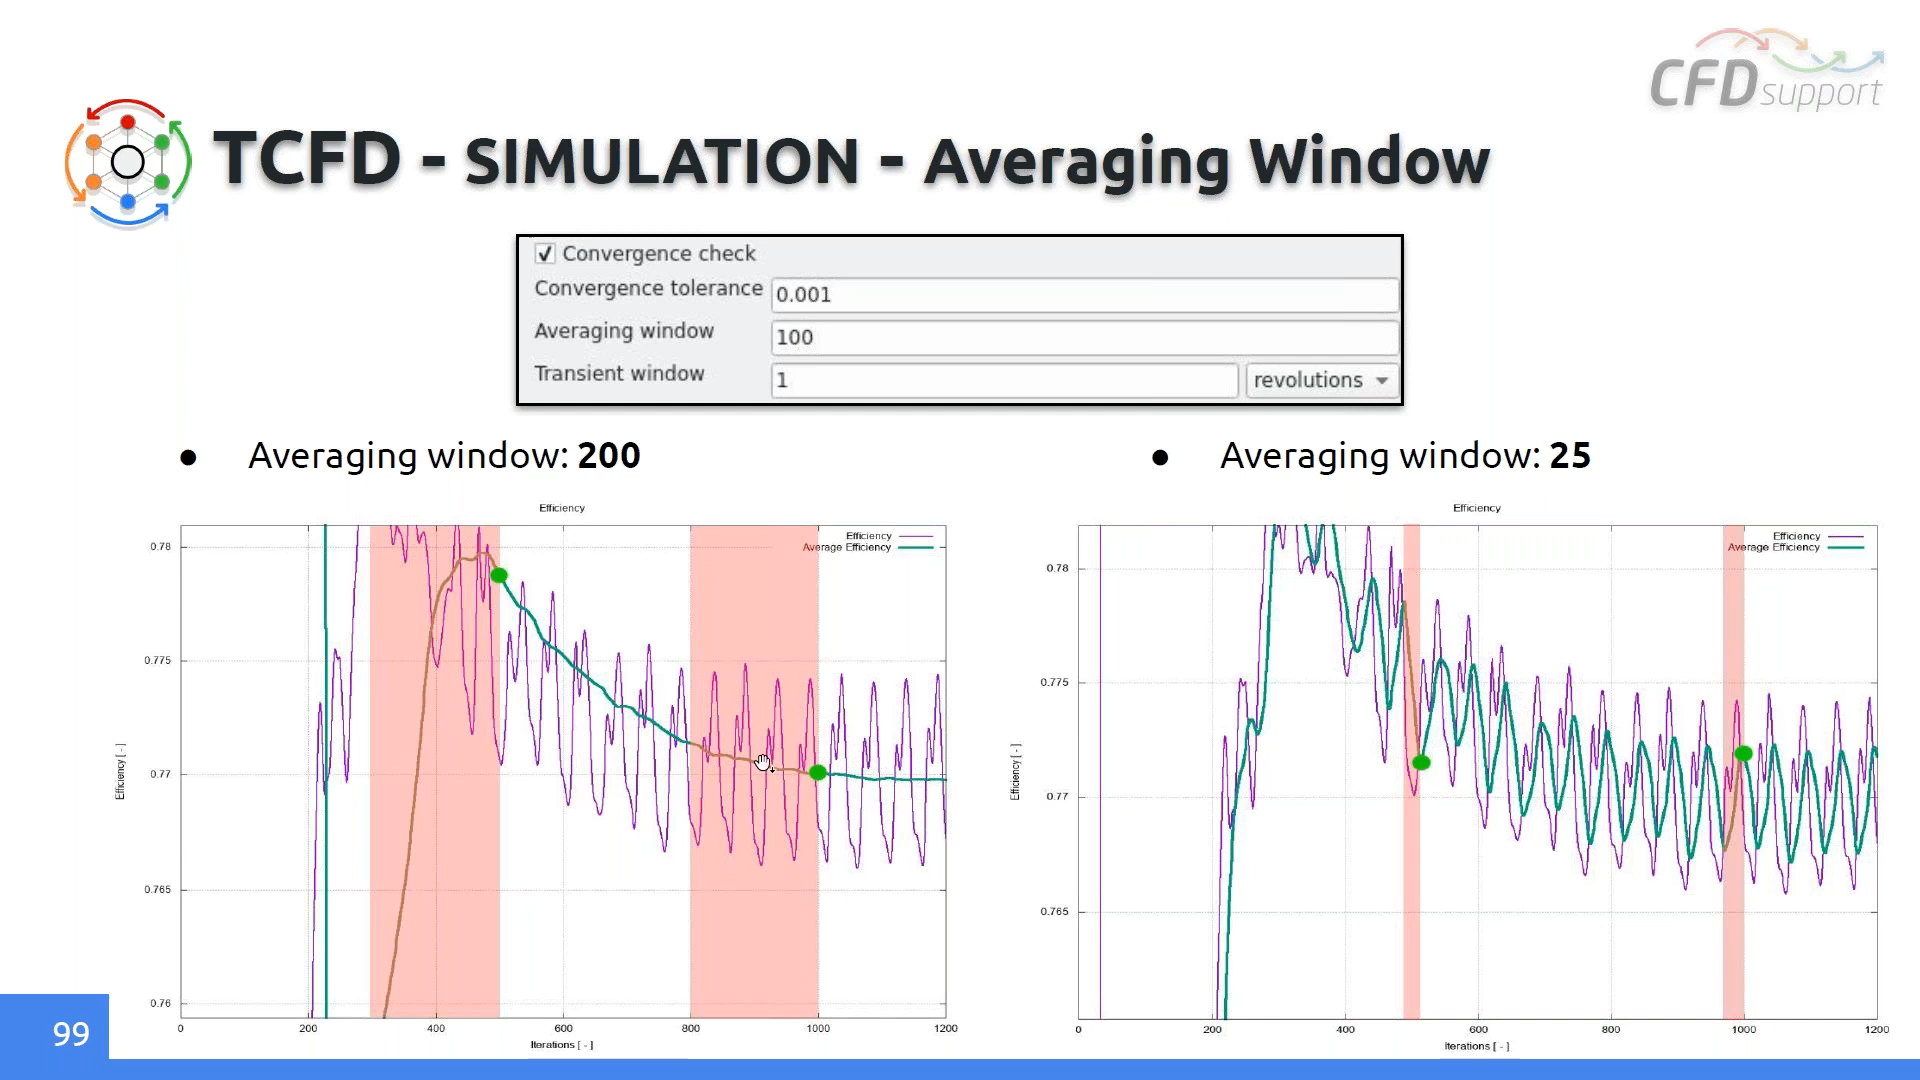 CFD support
TCFD - SIMULATION - Averaging Window
Convergence check
Convergence tolerance 0.001
Averaging window 100
Transient window 1 revolutions
● Averaging window: 200
● Averaging window: 25
Efficiency
Efficiency
Average Efficiency
0.78
0.775
0.77
0.765
0.76
Efficiency [ - ]
0 200 400 600 800 1000 1200
Iterations [ - ]
Efficiency
Efficiency
Average Efficiency
0.78
0.775
0.77
0.765
Efficiency [ - ]
0 200 400 600 800 1000 1200
Iterations [ - ]
99